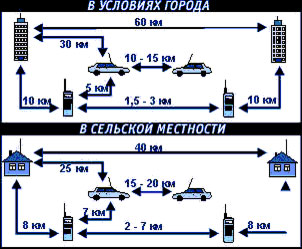 В УСЛОВИЯХ ГОРОДА
60 км
30 км
10 - 15 км
5 км
10 км
1,5 - 3 км
10 км
В СЕЛЬСКОЙ МЕСТНОСТИ
40 км
25 км
15 - 20 км
7 км
8 км
2 - 7 км
8 км